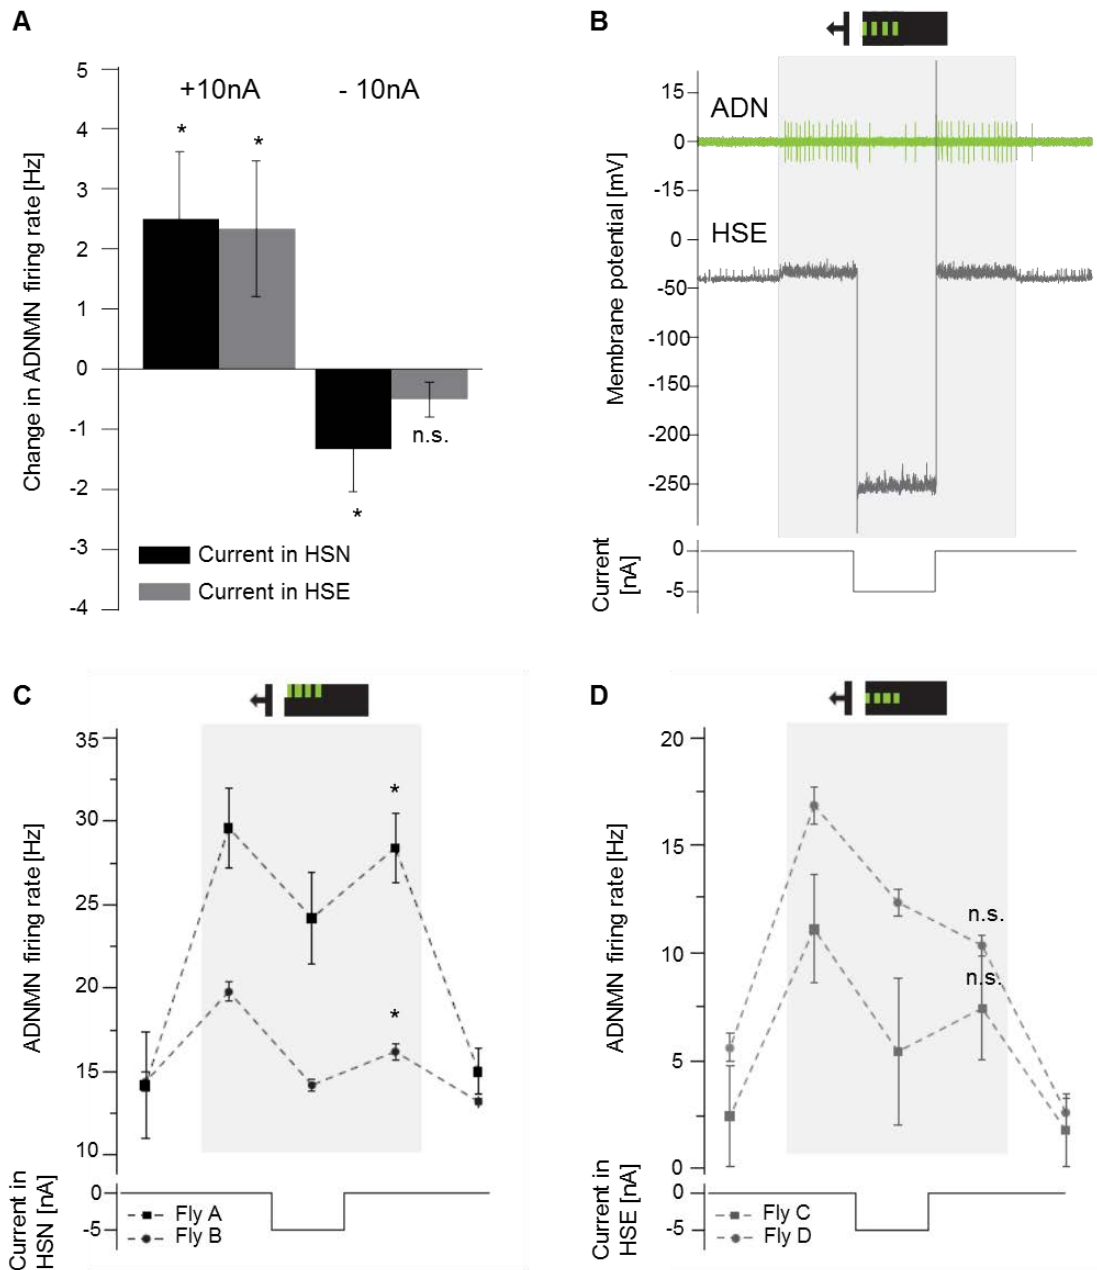 A
Change in ADNMN firing rate [Hz]
5
4
3
2
1
0
-1
-2
-3
-4
+10nA
- 10nA
*
*
*
n.s.
Current in HSN
Current in HSE
B
Membrane potential [mV]
15
0
-15
0
-50
-100
-150
-200
-250
ADN
HSE
Current
[nA]
0
-5
C
ADNMN firing rate [Hz]
35
30
25
20
15
10
*
*
Current in
HSN [nA]
0
-5
Fly A
Fly B
D
ADNMN firing rate [Hz]
20
15
10
5
0
n.s.
n.s.
Current in
HSE [nA]
0
-5
Fly C
Fly D